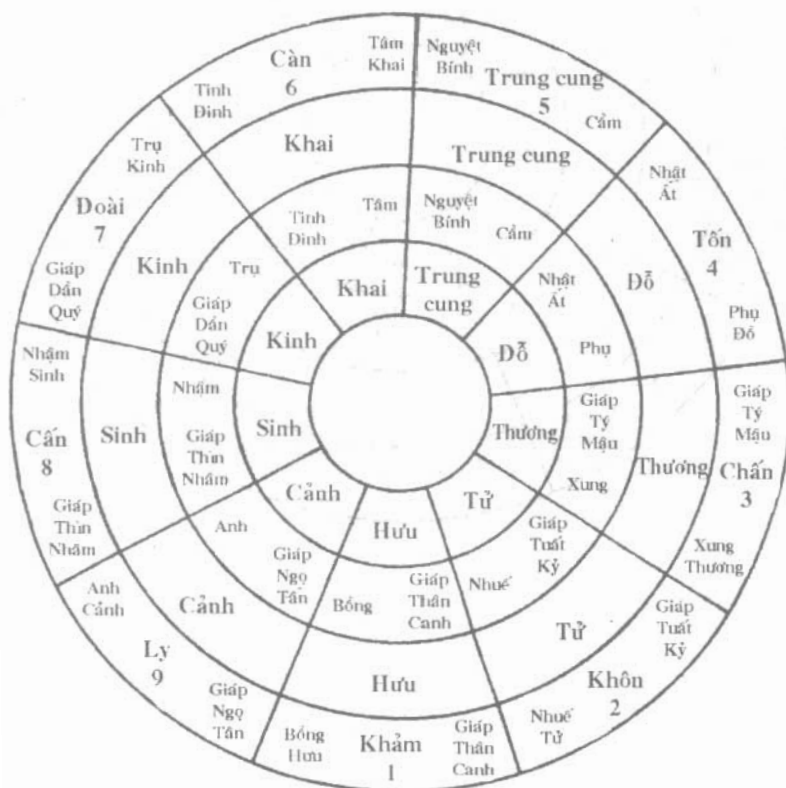 Càn
6
Tâm
Khai
Tinh
Đinh
Nguyệt
Bính
Trung cung
5
Cầm
Nhật
Ất
Tốn
4
Phụ
Đỗ
Giáp
Tý
Mậu
Chấn
3
Xung
Thương
Giáp
Tuất
Kỷ
Khôn
2
Nhuế
Tử
Giáp
Thân
Canh
Khảm
1
Bồng
Hưu
Giáp
Ngọ
Tân
Ly
9
Anh
Cảnh
Giáp
Thìn
Nhâm
Cấn
8
Nhậm
Sinh
Giáp
Dần
Quý
Đoài
7
Trụ
Kinh
Khai
Trung cung
Đỗ
Thương
Tử
Hưu
Cảnh
Sinh
Kinh
Tinh
Đinh
Tâm
Nguyệt
Bính
Cầm
Nhật
Ất
Phụ
Giáp
Tý
Mậu
Xung
Giáp
Tuất
Kỷ
Nhuế
Giáp
Thân
Canh
Bồng
Giáp
Ngọ
Tân
Anh
Giáp
Thìn
Nhâm
Nhậm
Giáp
Dần
Quý
Trụ
Khai
Trung
cung
Đỗ
Thương
Tử
Hưu
Cảnh
Sinh
Kinh